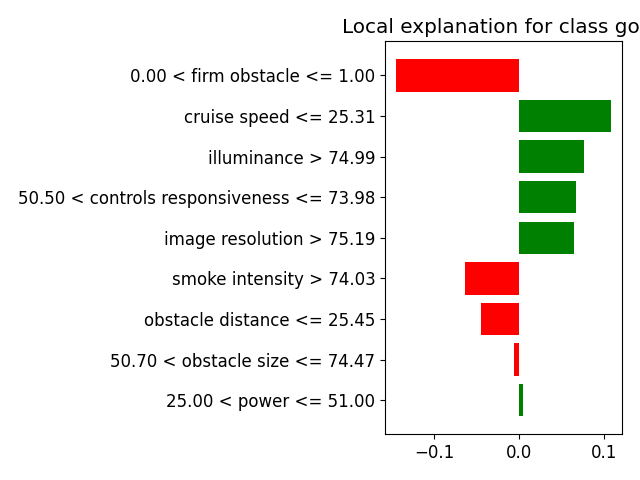 Local explanation for class go
0.00 < firm obstacle <= 1.00
cruise speed <= 25.31
illuminance > 74.99
50.50 < controls responsiveness <= 73.98
image resolution > 75.19
smoke intensity > 74.03
obstacle distance <= 25.45
50.70 < obstacle size <= 74.47
25.00 < power <= 51.00
−0.1 0.0 0.1